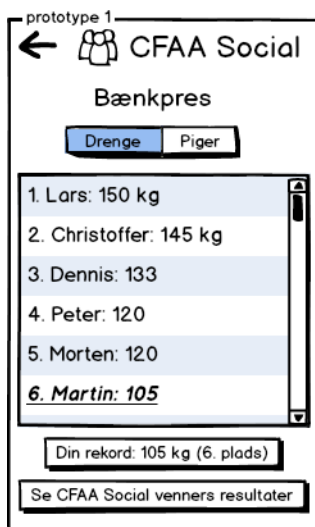 prototype 1
CFAA Social
Bænkpres
Drenge Piger
1. Lars: 150 kg
2. Christoffer: 145 kg
3. Dennis: 133
4. Peter: 120
5. Morten: 120
6. Martin: 105
Din rekord: 105 kg (6. plads)
Se CFAA Social venners resultater